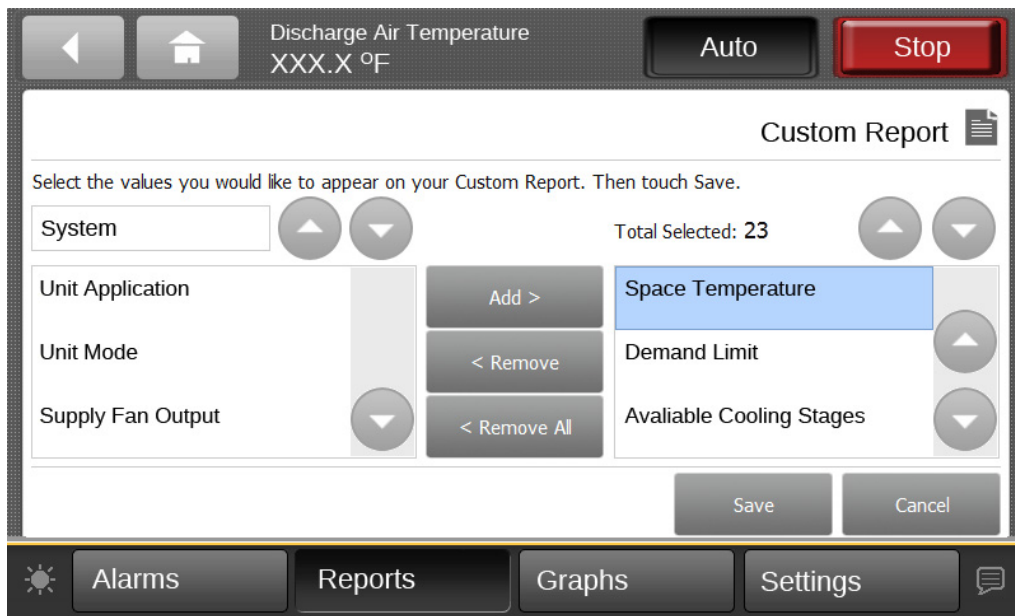 Discharge Air Temperature
XXX.X ºF
Auto
Stop
Custom Report
Select the values you would like to appear on your Custom Report. Then touch Save.
System
Total Selected: 23
Unit Application
Add >
Space Temperature
Unit Mode
< Remove
Demand Limit
Supply Fan Output
< Remove All
Avaliable Cooling Stages
Save
Cancel
Alarms
Reports
Graphs
Settings